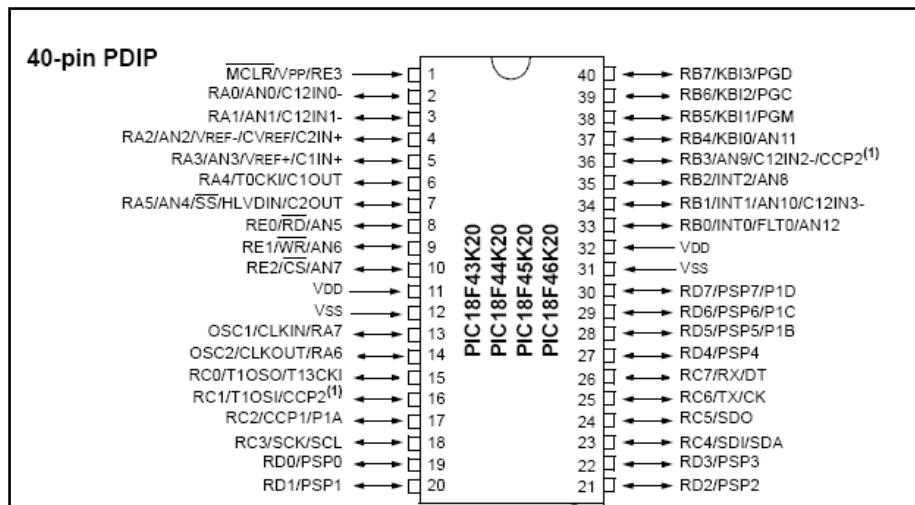 40-pin PDIP
MCLR/VPP/RE3 1
RA0/AN0/C12IN0- 2
RA1/AN1/C12IN1- 3
RA2/AN2/VREF-/CVREF/C2IN+ 4
RA3/AN3/VREF+/C1IN+ 5
RA4/T0CKI/C1OUT 6
RA5/AN4/SS/HLVDIN/C2OUT 7
RE0/RD/AN5 8
RE1/WR/AN6 9
RE2/CS/AN7 10
VDD 11
VSS 12
OSC1/CLKIN/RA7 13
OSC2/CLKOUT/RA6 14
RC0/T1OSO/T13CKI 15
RC1/T1OSI/CCP2(1) 16
RC2/CCP1/P1A 17
RC3/SCK/SCL 18
RD0/PSP0 19
RD1/PSP1 20
PIC18F43K20
PIC18F44K20
PIC18F45K20
PIC18F46K20
40 RB7/KBI3/PGD
39 RB6/KBI2/PGC
38 RB5/KBI1/PGM
37 RB4/KBI0/AN11
36 RB3/AN9/C12IN2-/CCP2(1)
35 RB2/INT2/AN8
34 RB1/INT1/AN10/C12IN3-
33 RB0/INT0/FLT0/AN12
32 VDD
31 VSS
30 RD7/PSP7/P1D
29 RD6/PSP6/P1C
28 RD5/PSP5/P1B
27 RD4/PSP4
26 RC7/RX/DT
25 RC6/TX/CK
24 RC5/SDO
23 RC4/SDI/SDA
22 RD3/PSP3
21 RD2/PSP2